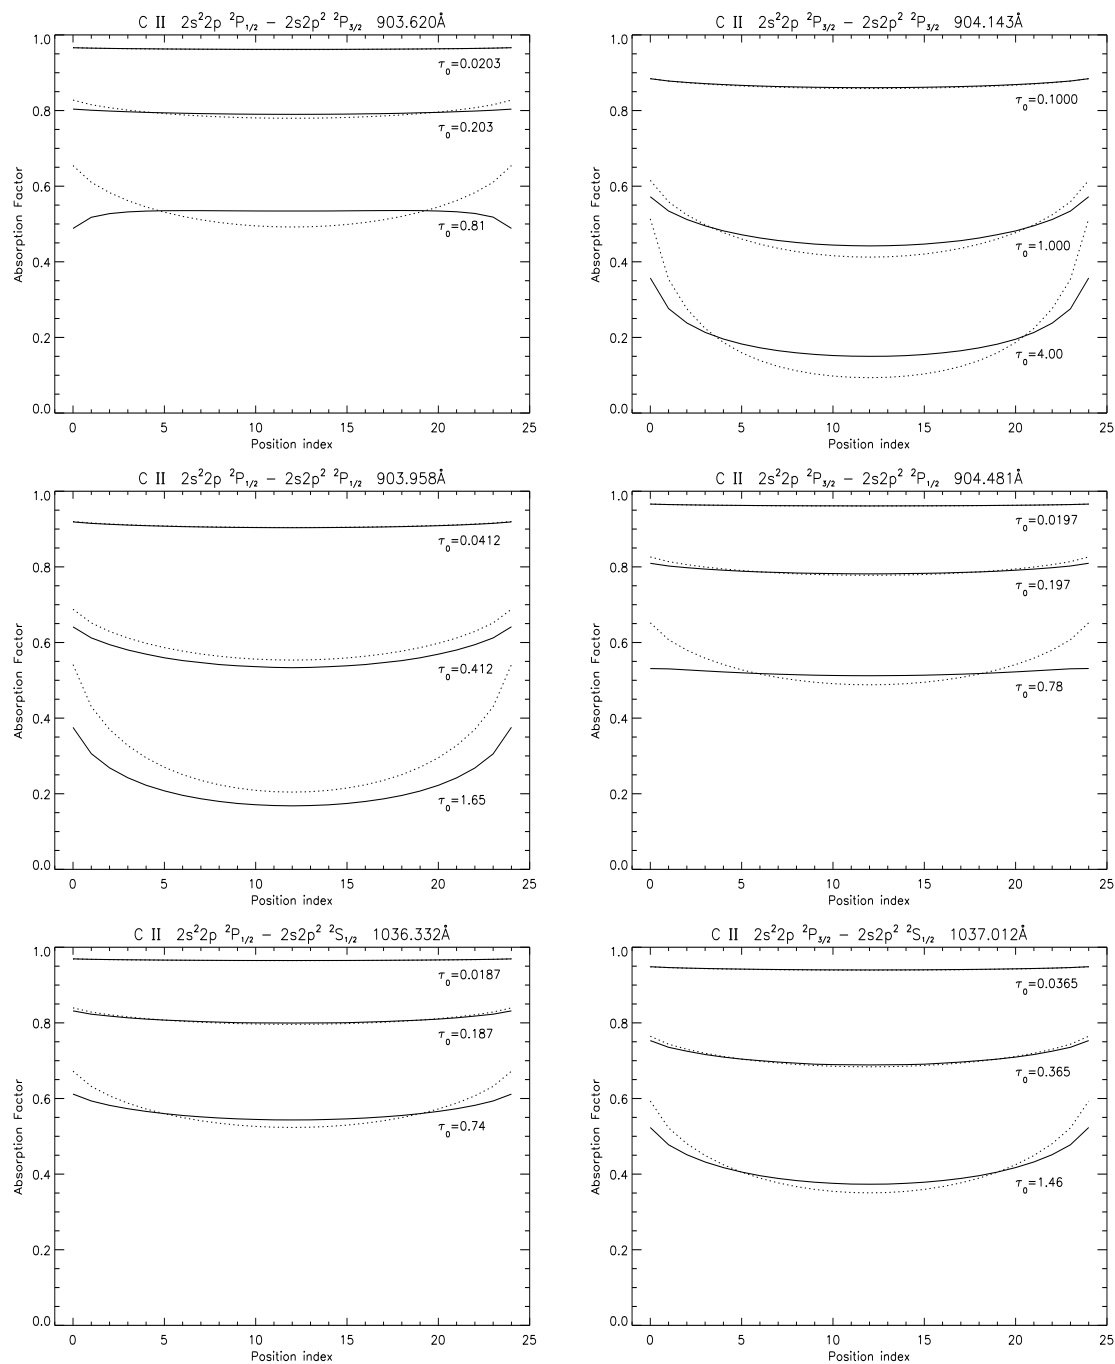 C II 2s²2p ²P₁/₂ − 2s2p² ²P₃/₂ 903.620Å
1.0
0.8
0.6
0.4
0.2
0.0
Absorption Factor
τ₀=0.0203
τ₀=0.203
τ₀=0.81
0 5 10 15 20 25
Position index
C II 2s²2p ²P₃/₂ − 2s2p² ²P₃/₂ 904.143Å
1.0
0.8
0.6
0.4
0.2
0.0
Absorption Factor
τ₀=0.1000
τ₀=1.000
τ₀=4.00
0 5 10 15 20 25
Position index
C II 2s²2p ²P₁/₂ − 2s2p² ²P₁/₂ 903.958Å
1.0
0.8
0.6
0.4
0.2
0.0
Absorption Factor
τ₀=0.0412
τ₀=0.412
τ₀=1.65
0 5 10 15 20 25
Position index
C II 2s²2p ²P₃/₂ − 2s2p² ²P₁/₂ 904.481Å
1.0
0.8
0.6
0.4
0.2
0.0
Absorption Factor
τ₀=0.0197
τ₀=0.197
τ₀=0.78
0 5 10 15 20 25
Position index
C II 2s²2p ²P₁/₂ − 2s2p² ²S₁/₂ 1036.332Å
1.0
0.8
0.6
0.4
0.2
0.0
Absorption Factor
τ₀=0.0187
τ₀=0.187
τ₀=0.74
0 5 10 15 20 25
Position index
C II 2s²2p ²P₃/₂ − 2s2p² ²S₁/₂ 1037.012Å
1.0
0.8
0.6
0.4
0.2
0.0
Absorption Factor
τ₀=0.0365
τ₀=0.365
τ₀=1.46
0 5 10 15 20 25
Position index